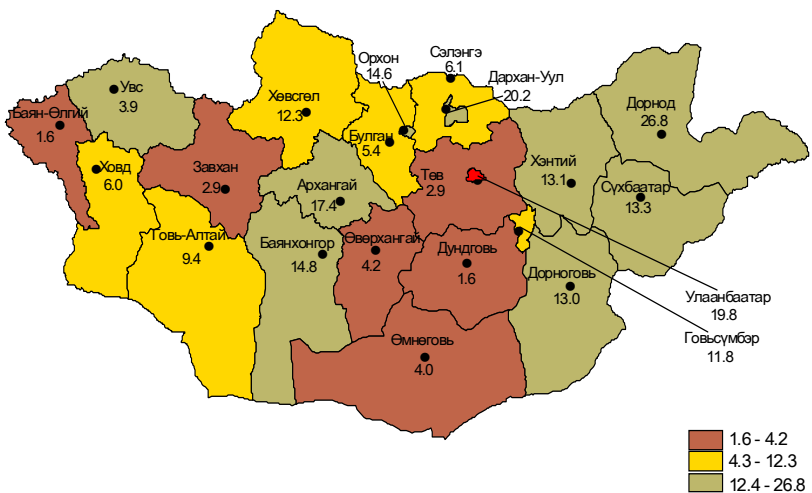 Орхон
14.6
Сэлэнгэ
6.1
Дархан-Уул
20.2
Увс
3.9
Хөвсгөл
12.3
Дорнод
26.8
Баян-Өлгий
1.6
Булган
5.4
Ховд
6.0
Завхан
2.9
Архангай
17.4
Төв
2.9
Хэнтий
13.1
Сүхбаатар
13.3
Говь-Алтай
9.4
Баянхонгор
14.8
Өвөрхангай
4.2
Дундговь
1.6
Дорноговь
13.0
Улаанбаатар
19.8
Говьсүмбэр
11.8
Өмнөговь
4.0
1.6 - 4.2
4.3 - 12.3
12.4 - 26.8